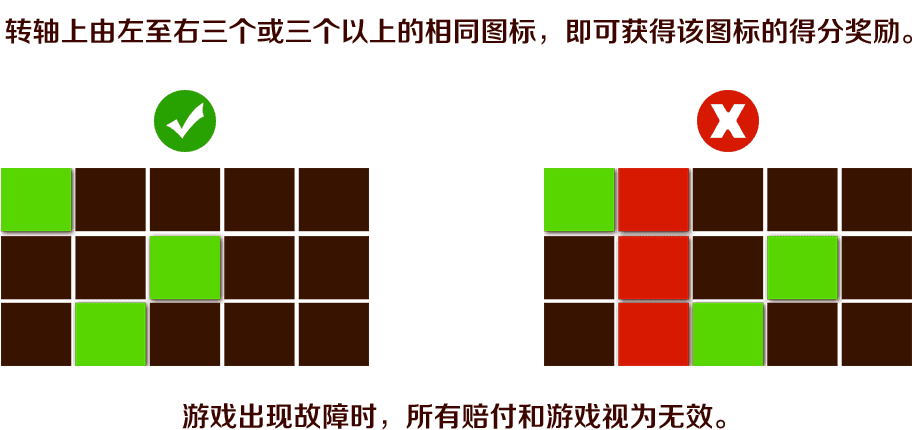 转轴上由左至右三个或三个以上的相同图标，即可获得该图标的得分奖励。
游戏出现故障时，所有赔付和游戏视为无效。